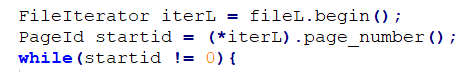 FileIterator iterL = fileL.begin();
PageId startid = (*iterL).page_number();
while(startid != 0){